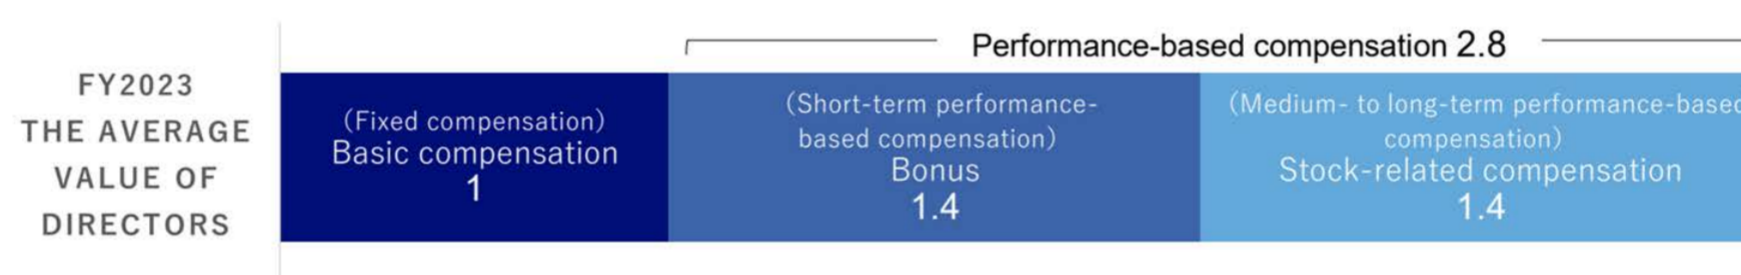 FY2023
THE AVERAGE
VALUE OF
DIRECTORS
Performance-based compensation 2.8
(Fixed compensation)
Basic compensation
1
(Short-term performance-
based compensation)
Bonus
1.4
(Medium- to long-term performance-based
compensation)
Stock-related compensation
1.4